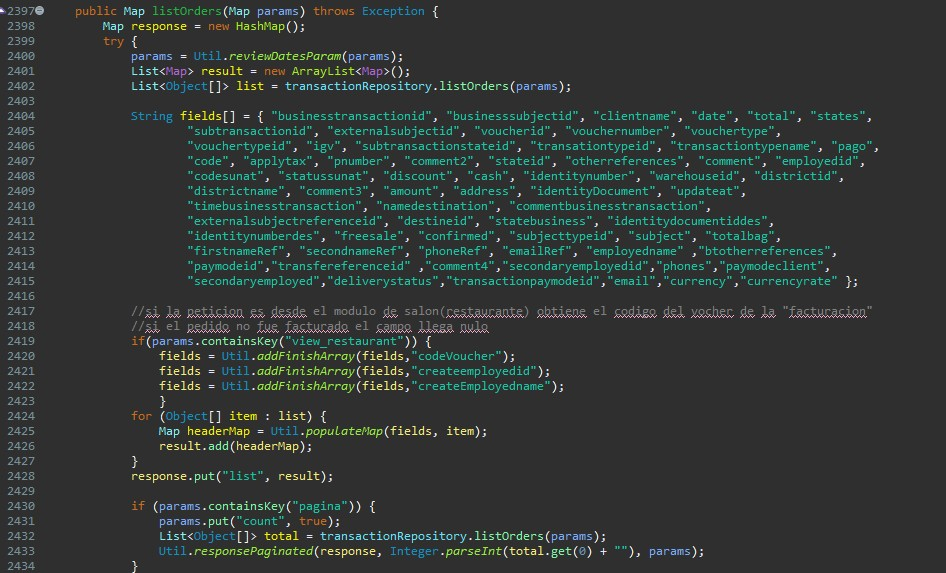 2397 public Map listOrders(Map params) throws Exception {
2398 Map response = new HashMap();
2399 try {
2400 params = Util.reviewDatesParam(params);
2401 List<Map> result = new ArrayList<Map>();
2402 List<Object[]> list = transactionRepository.listOrders(params);
2403
2404 String fields[] = { "businesstransactionid", "businesssubjectid", "clientname", "date", "total", "states",
2405 "subtransactionid", "externalsubjectid", "voucherid", "vouchernumber", "vouchertype",
2406 "vouchertypeid", "igv", "subtransactionstateid", "transationtypeid", "transactiontypename", "pago",
2407 "code", "applytax", "pnumber", "comment2", "stateid", "otherreferences", "comment", "employedid",
2408 "codesunat", "statussunat", "discount", "cash", "identitynumber", "warehouseid", "districtid",
2409 "districtname", "comment3", "amount", "address", "identityDocument", "updateat",
2410 "timebusinesstransaction", "namedestination", "commentbusinesstransaction",
2411 "externalsubjectreferenceid", "destineid", "statebusiness", "identitydocumentiddes",
2412 "identitynumberdes", "freesale", "confirmed", "subjecttypeid", "subject", "totalbag",
2413 "firstnameRef", "secondnameRef", "phoneRef", "emailRef", "employedname" ,"btotherreferences",
2414 "paymodeid","transfereferenceid" ,"comment4","secondaryemployedid","phones","paymodeclient",
2415 "secondaryemployed","deliverystatus","transactionpaymodeid","email","currency","currencyrate" };
2416
2417 //si la peticion es desde el modulo de salon(restaurante) obtiene el codigo del vocher de la "facturacion"
2418 //si el pedido no fue facturado el campo llega nulo
2419 if(params.containsKey("view_restaurant")) {
2420 fields = Util.addFinishArray(fields,"codeVoucher");
2421 fields = Util.addFinishArray(fields,"createemployedid");
2422 fields = Util.addFinishArray(fields,"createEmployedname");
2423 }
2424 for (Object[] item : list) {
2425 Map headerMap = Util.populateMap(fields, item);
2426 result.add(headerMap);
2427 }
2428 response.put("list", result);
2429
2430 if (params.containsKey("pagina")) {
2431 params.put("count", true);
2432 List<Object[]> total = transactionRepository.listOrders(params);
2433 Util.responsePaginated(response, Integer.parseInt(total.get(0) + ""), params);
2434 }